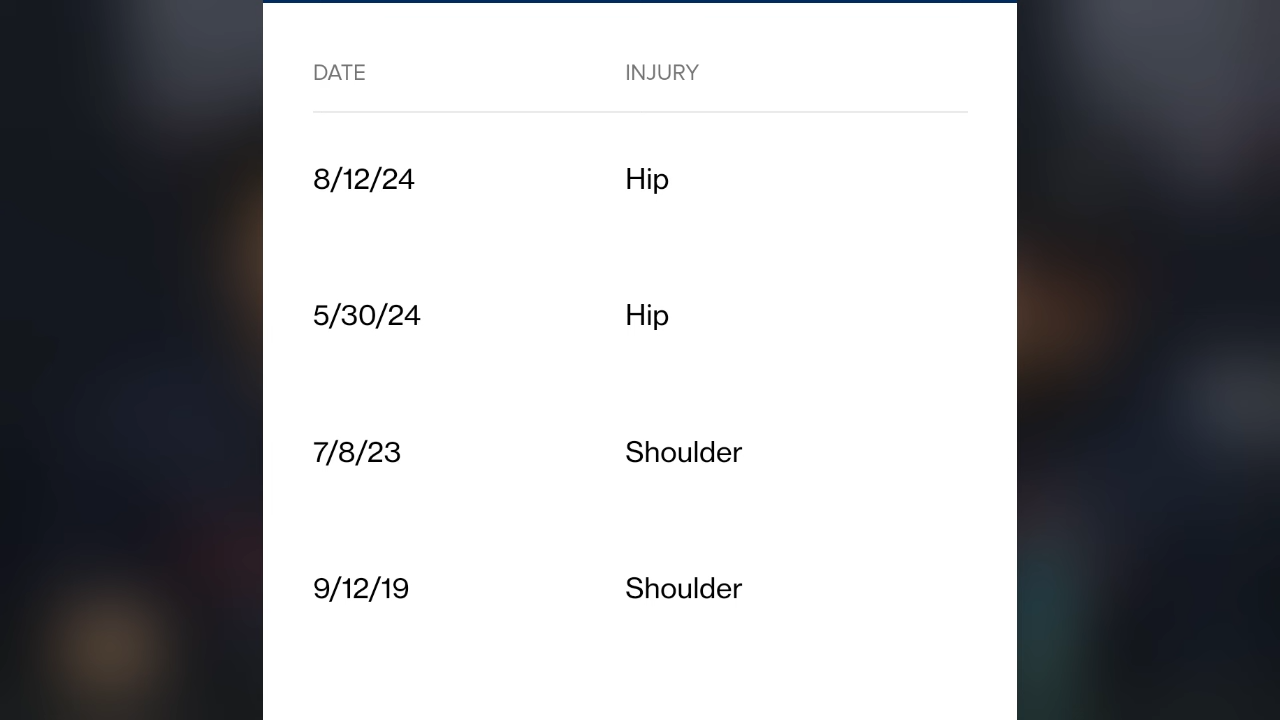 DATE INJURY
8/12/24 Hip
5/30/24 Hip
7/8/23 Shoulder
9/12/19 Shoulder